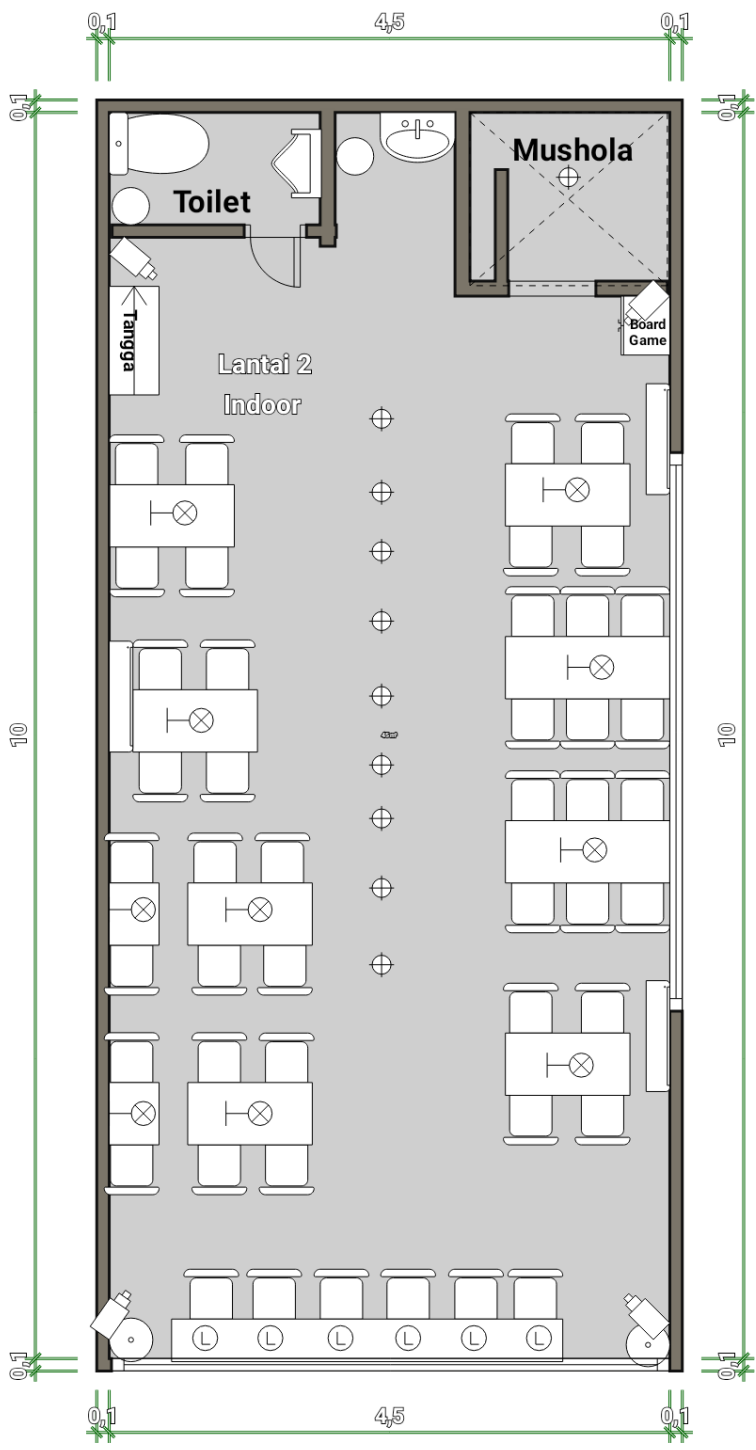 0,1
4,5
0,1
0,1
0,1
Toilet
Mushola
Tangga
Board
Game
Lantai 2
Indoor
10
45m²
10
L
L
L
L
L
L
0,1
0,1
0,1
4,5
0,1